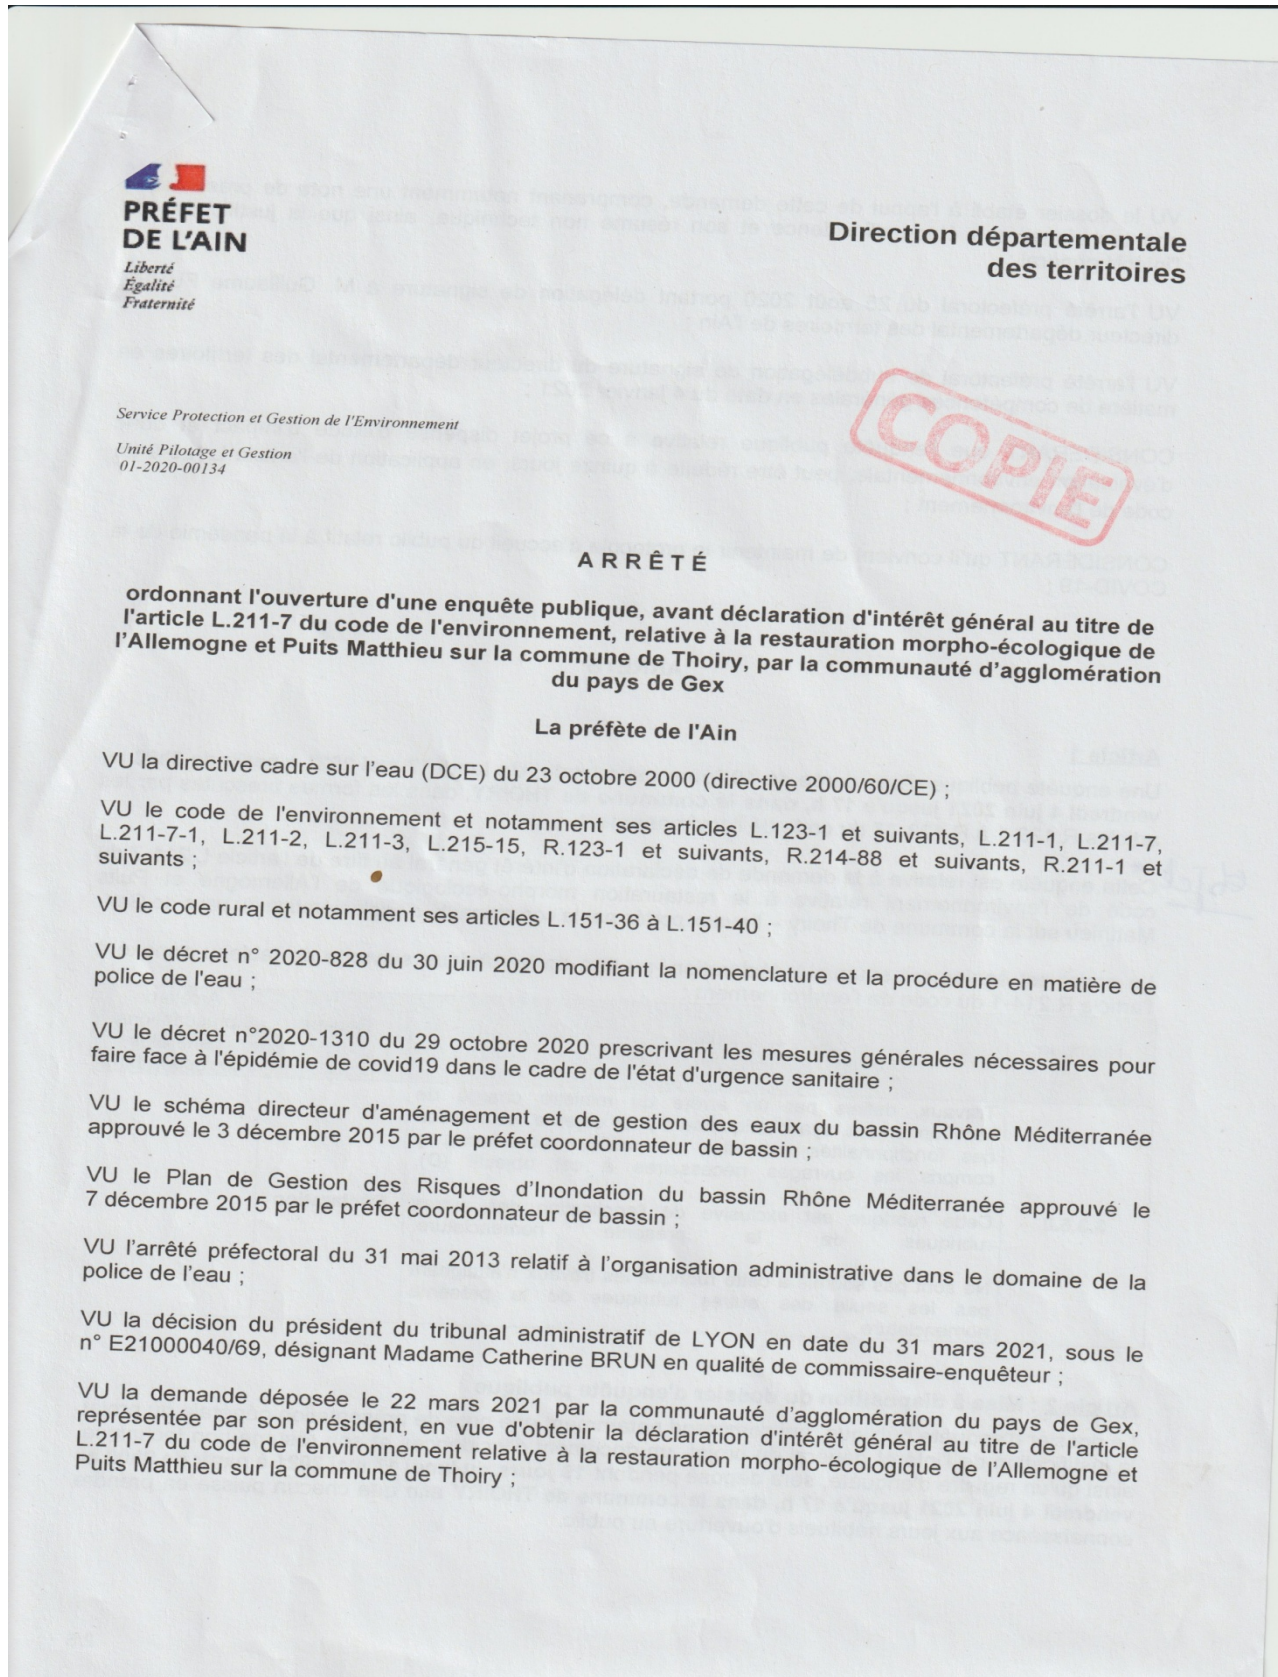 PRÉFET
DE L'AIN
Liberté
Égalité
Fraternité
Direction départementale
des territoires
Service Protection et Gestion de l'Environnement
Unité Pilotage et Gestion
01-2020-00134
COPIE
ARRÊTÉ
ordonnant l'ouverture d'une enquête publique, avant déclaration d'intérêt général au titre de
l'article L.211-7 du code de l'environnement, relative à la restauration morpho-écologique de
l'Allemogne et Puits Matthieu sur la commune de Thoiry, par la communauté d'agglomération
du pays de Gex
La préfète de l'Ain
VU la directive cadre sur l'eau (DCE) du 23 octobre 2000 (directive 2000/60/CE) ;
VU le code de l'environnement et notamment ses articles L.123-1 et suivants, L.211-1, L.211-7,
L.211-7-1, L.211-2, L.211-3, L.215-15, R.123-1 et suivants, R.214-88 et suivants, R.211-1 et
suivants ;
VU le code rural et notamment ses articles L.151-36 à L.151-40 ;
VU le décret n° 2020-828 du 30 juin 2020 modifiant la nomenclature et la procédure en matière de
police de l'eau ;
VU le décret n°2020-1310 du 29 octobre 2020 prescrivant les mesures générales nécessaires pour
faire face à l'épidémie de covid19 dans le cadre de l'état d'urgence sanitaire ;
VU le schéma directeur d'aménagement et de gestion des eaux du bassin Rhône Méditerranée
approuvé le 3 décembre 2015 par le préfet coordonnateur de bassin ;
VU le Plan de Gestion des Risques d'Inondation du bassin Rhône Méditerranée approuvé le
7 décembre 2015 par le préfet coordonnateur de bassin ;
VU l'arrêté préfectoral du 31 mai 2013 relatif à l'organisation administrative dans le domaine de la
police de l'eau ;
VU la décision du président du tribunal administratif de LYON en date du 31 mars 2021, sous le
n° E21000040/69, désignant Madame Catherine BRUN en qualité de commissaire-enquêteur ;
VU la demande déposée le 22 mars 2021 par la communauté d'agglomération du pays de Gex,
représentée par son président, en vue d'obtenir la déclaration d'intérêt général au titre de l'article
L.211-7 du code de l'environnement relative à la restauration morpho-écologique de l'Allemogne et
Puits Matthieu sur la commune de Thoiry ;